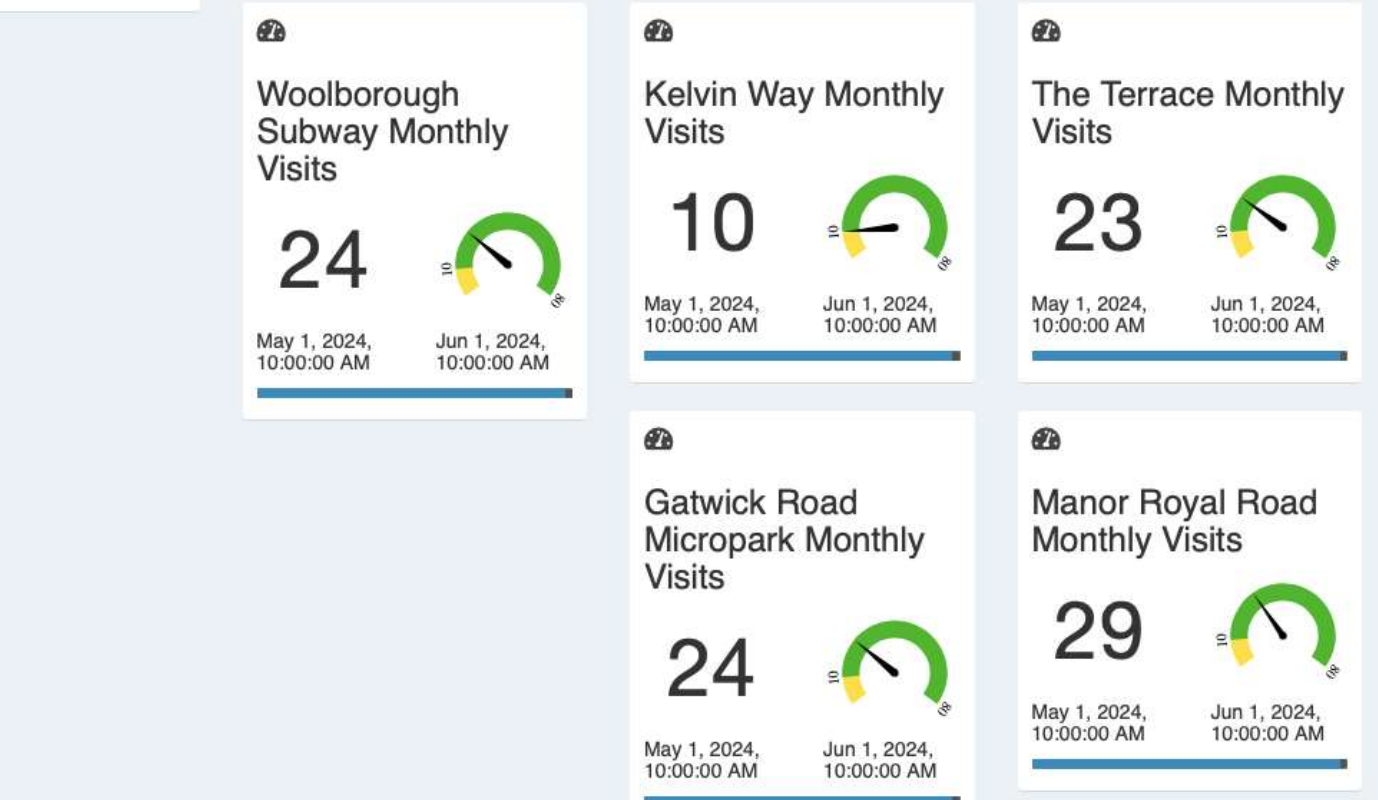 Woolborough
Subway Monthly
Visits
24
10
80
May 1, 2024,
10:00:00 AM
Jun 1, 2024,
10:00:00 AM
Kelvin Way Monthly
Visits
10
10
80
May 1, 2024,
10:00:00 AM
Jun 1, 2024,
10:00:00 AM
The Terrace Monthly
Visits
23
10
80
May 1, 2024,
10:00:00 AM
Jun 1, 2024,
10:00:00 AM
Gatwick Road
Micropark Monthly
Visits
24
10
80
May 1, 2024,
10:00:00 AM
Jun 1, 2024,
10:00:00 AM
Manor Royal Road
Monthly Visits
29
10
80
May 1, 2024,
10:00:00 AM
Jun 1, 2024,
10:00:00 AM